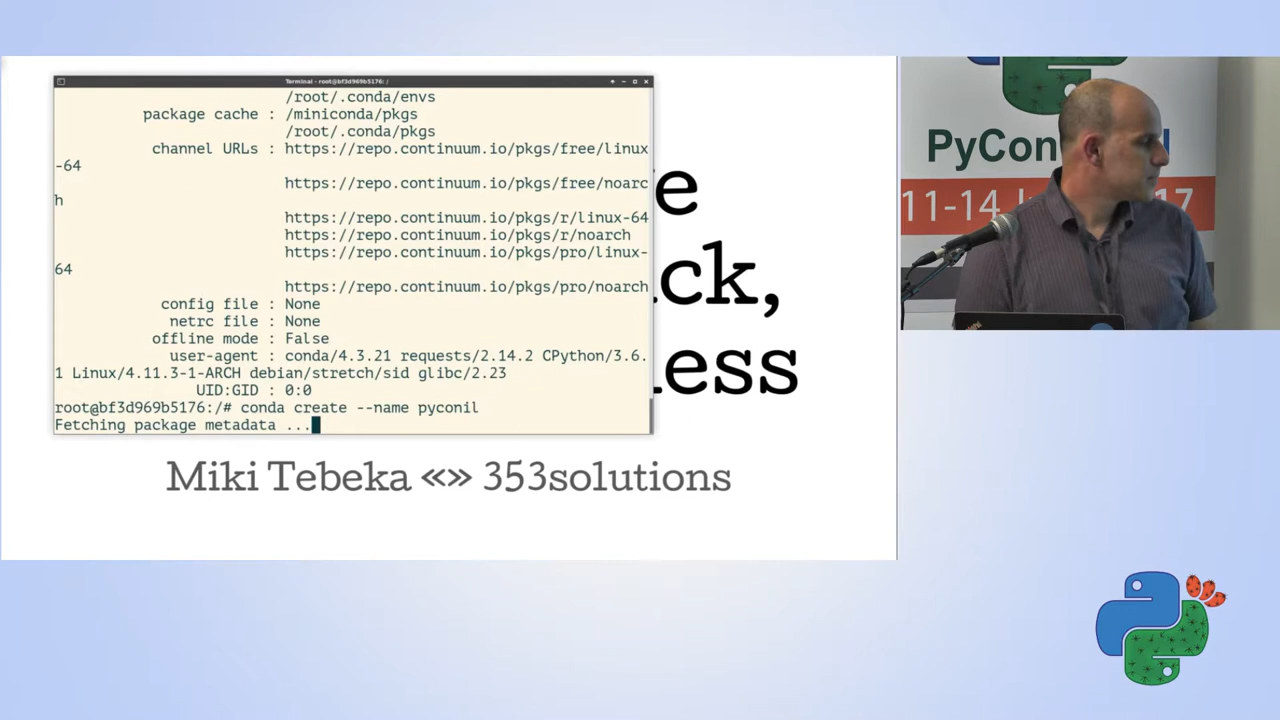 Terminal - root@bf3d969b5176: /
/root/.conda/envs
package cache : /miniconda/pkgs
/root/.conda/pkgs
channel URLs : https://repo.continuum.io/pkgs/free/linux
-64
https://repo.continuum.io/pkgs/free/noarc
h
https://repo.continuum.io/pkgs/r/linux-64
https://repo.continuum.io/pkgs/r/noarch
https://repo.continuum.io/pkgs/pro/linux-
64
https://repo.continuum.io/pkgs/pro/noarch
config file : None
netrc file : None
offline mode : False
user-agent : conda/4.3.21 requests/2.14.2 CPython/3.6.
1 Linux/4.11.3-1-ARCH debian/stretch/sid glibc/2.23
UID:GID : 0:0
root@bf3d969b5176:/# conda create --name pyconil
Fetching package metadata ...
e
ck,
ess
Miki Tebeka «» 353solutions
PyCon
11-14 17